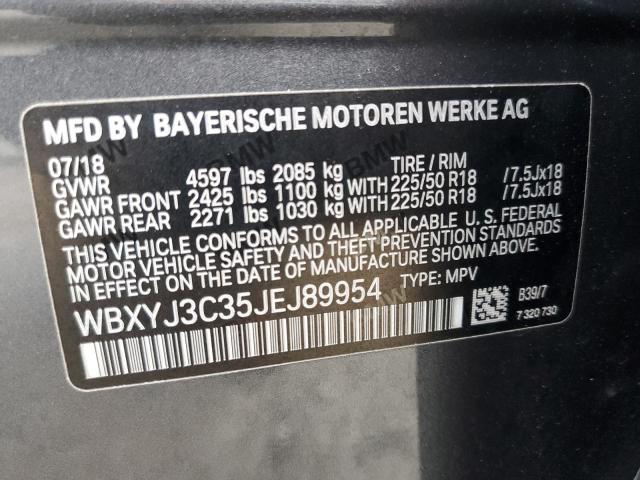 MFD BY BAYERISCHE MOTOREN WERKE AG
07/18 TIRE / RIM
GVWR 4597 lbs 2085 kg
GAWR FRONT 2425 lbs 1100 kg WITH 225/50 R18 /7.5Jx18
GAWR REAR 2271 lbs 1030 kg WITH 225/50 R18 /7.5Jx18
THIS VEHICLE CONFORMS TO ALL APPLICABLE U.S. FEDERAL
MOTOR VEHICLE SAFETY AND THEFT PREVENTION STANDARDS
IN EFFECT ON THE DATE OF MANUFACTURE SHOWN ABOVE.
WBXYJ3C35JEJ89954 TYPE: MPV
B39/7
7 320 730